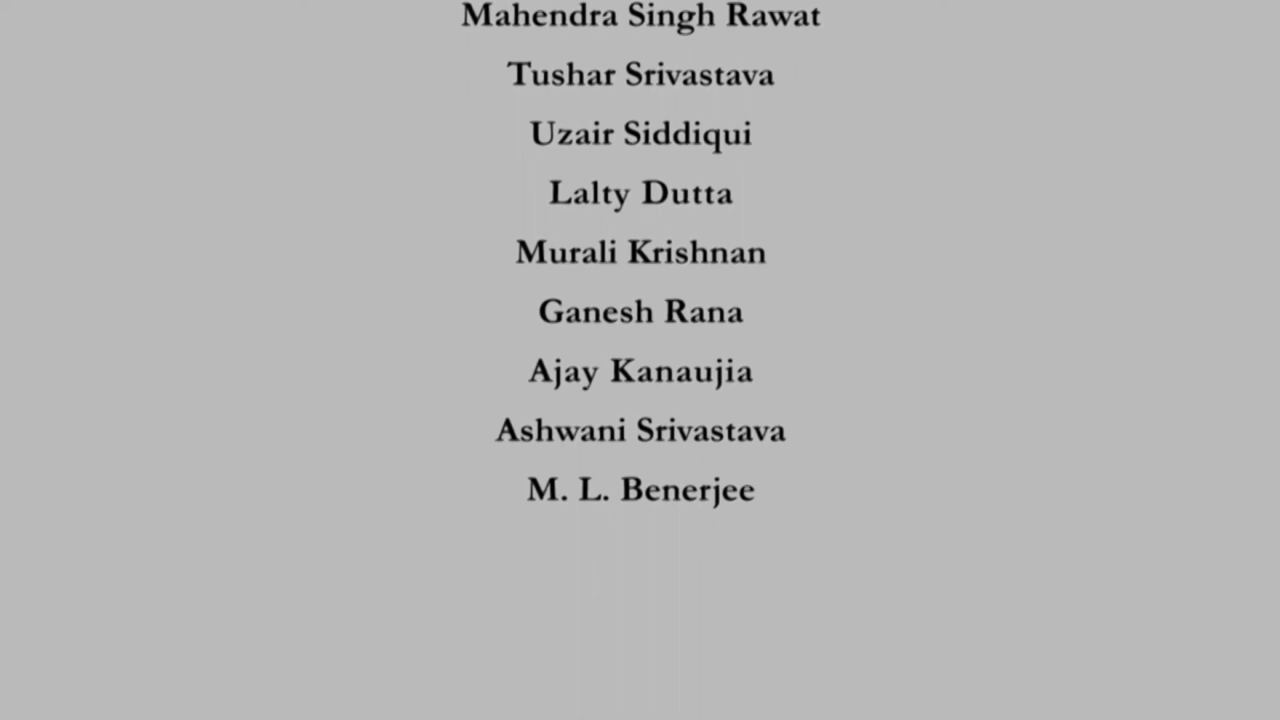 Mahendra Singh Rawat
Tushar Srivastava
Uzair Siddiqui
Lalty Dutta
Murali Krishnan
Ganesh Rana
Ajay Kanaujia
Ashwani Srivastava
M. L. Benerjee